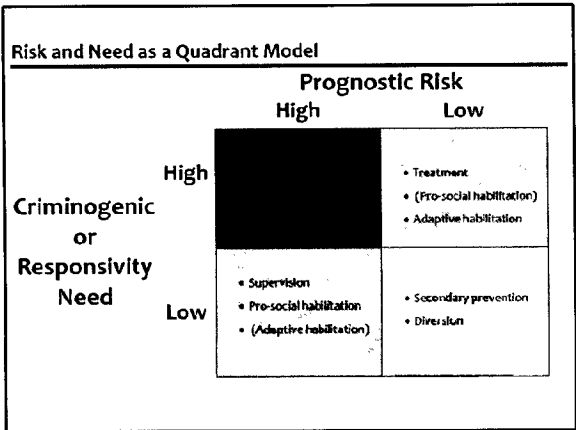 Risk and Need as a Quadrant Model
Prognostic Risk
High Low
High
• Treatment
• (Pro-social habilitation)
• Adaptive habilitation
Criminogenic
or
Responsivity
Need
Low
• Supervision
• Pro-social habilitation
• (Adaptive habilitation)
• Secondary prevention
• Diversion